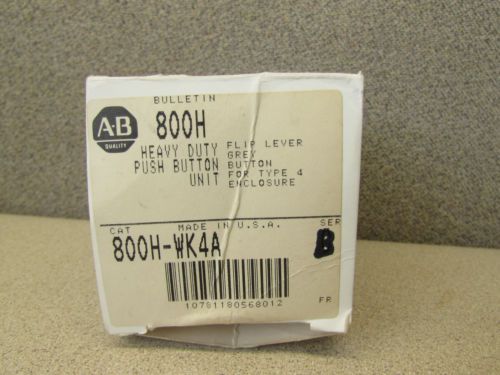 BULLETIN
A-B
QUALITY
800H
HEAVY DUTY
PUSH BUTTON
UNIT
FLIP LEVER
GREY
BUTTON
FOR TYPE 4
ENCLOSURE
CAT
MADE IN U.S.A.
SER
800H-WK4A
B
10781180568012
FR